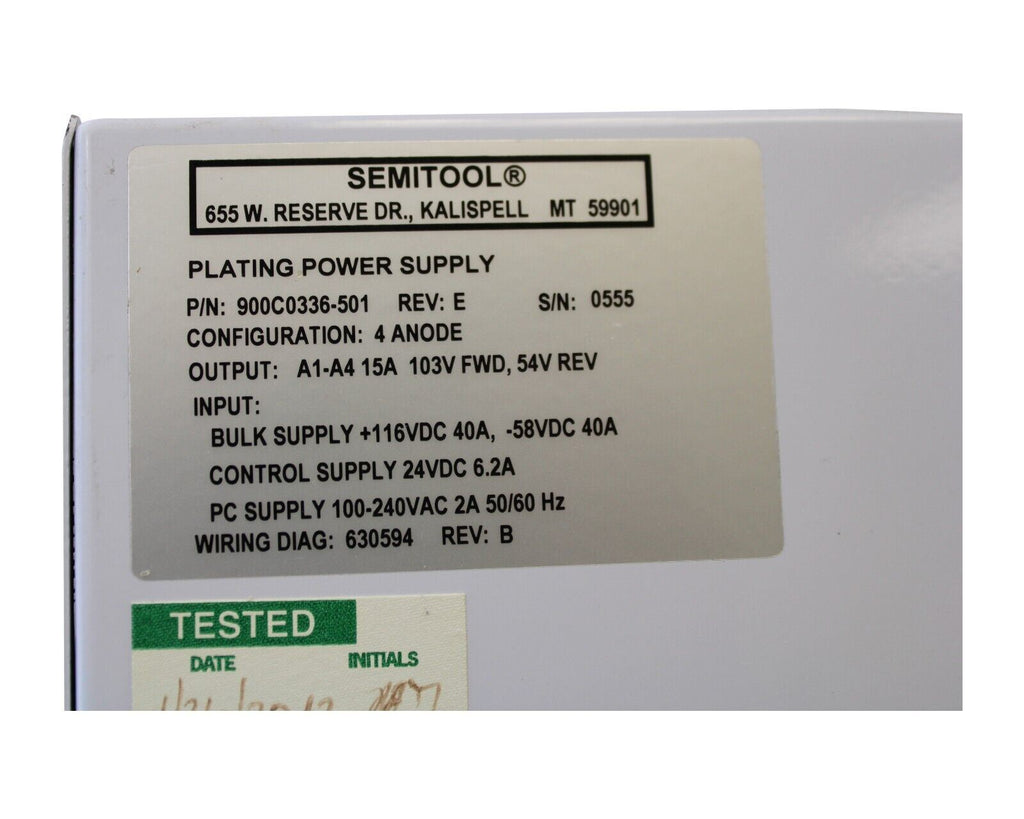 SEMITOOL®
655 W. RESERVE DR., KALISPELL MT 59901
PLATING POWER SUPPLY
P/N: 900C0336-501 REV: E S/N: 0555
CONFIGURATION: 4 ANODE
OUTPUT: A1-A4 15A 103V FWD, 54V REV
INPUT:
BULK SUPPLY +116VDC 40A, -58VDC 40A
CONTROL SUPPLY 24VDC 6.2A
PC SUPPLY 100-240VAC 2A 50/60 Hz
WIRING DIAG: 630594 REV: B
TESTED
DATE INITIALS